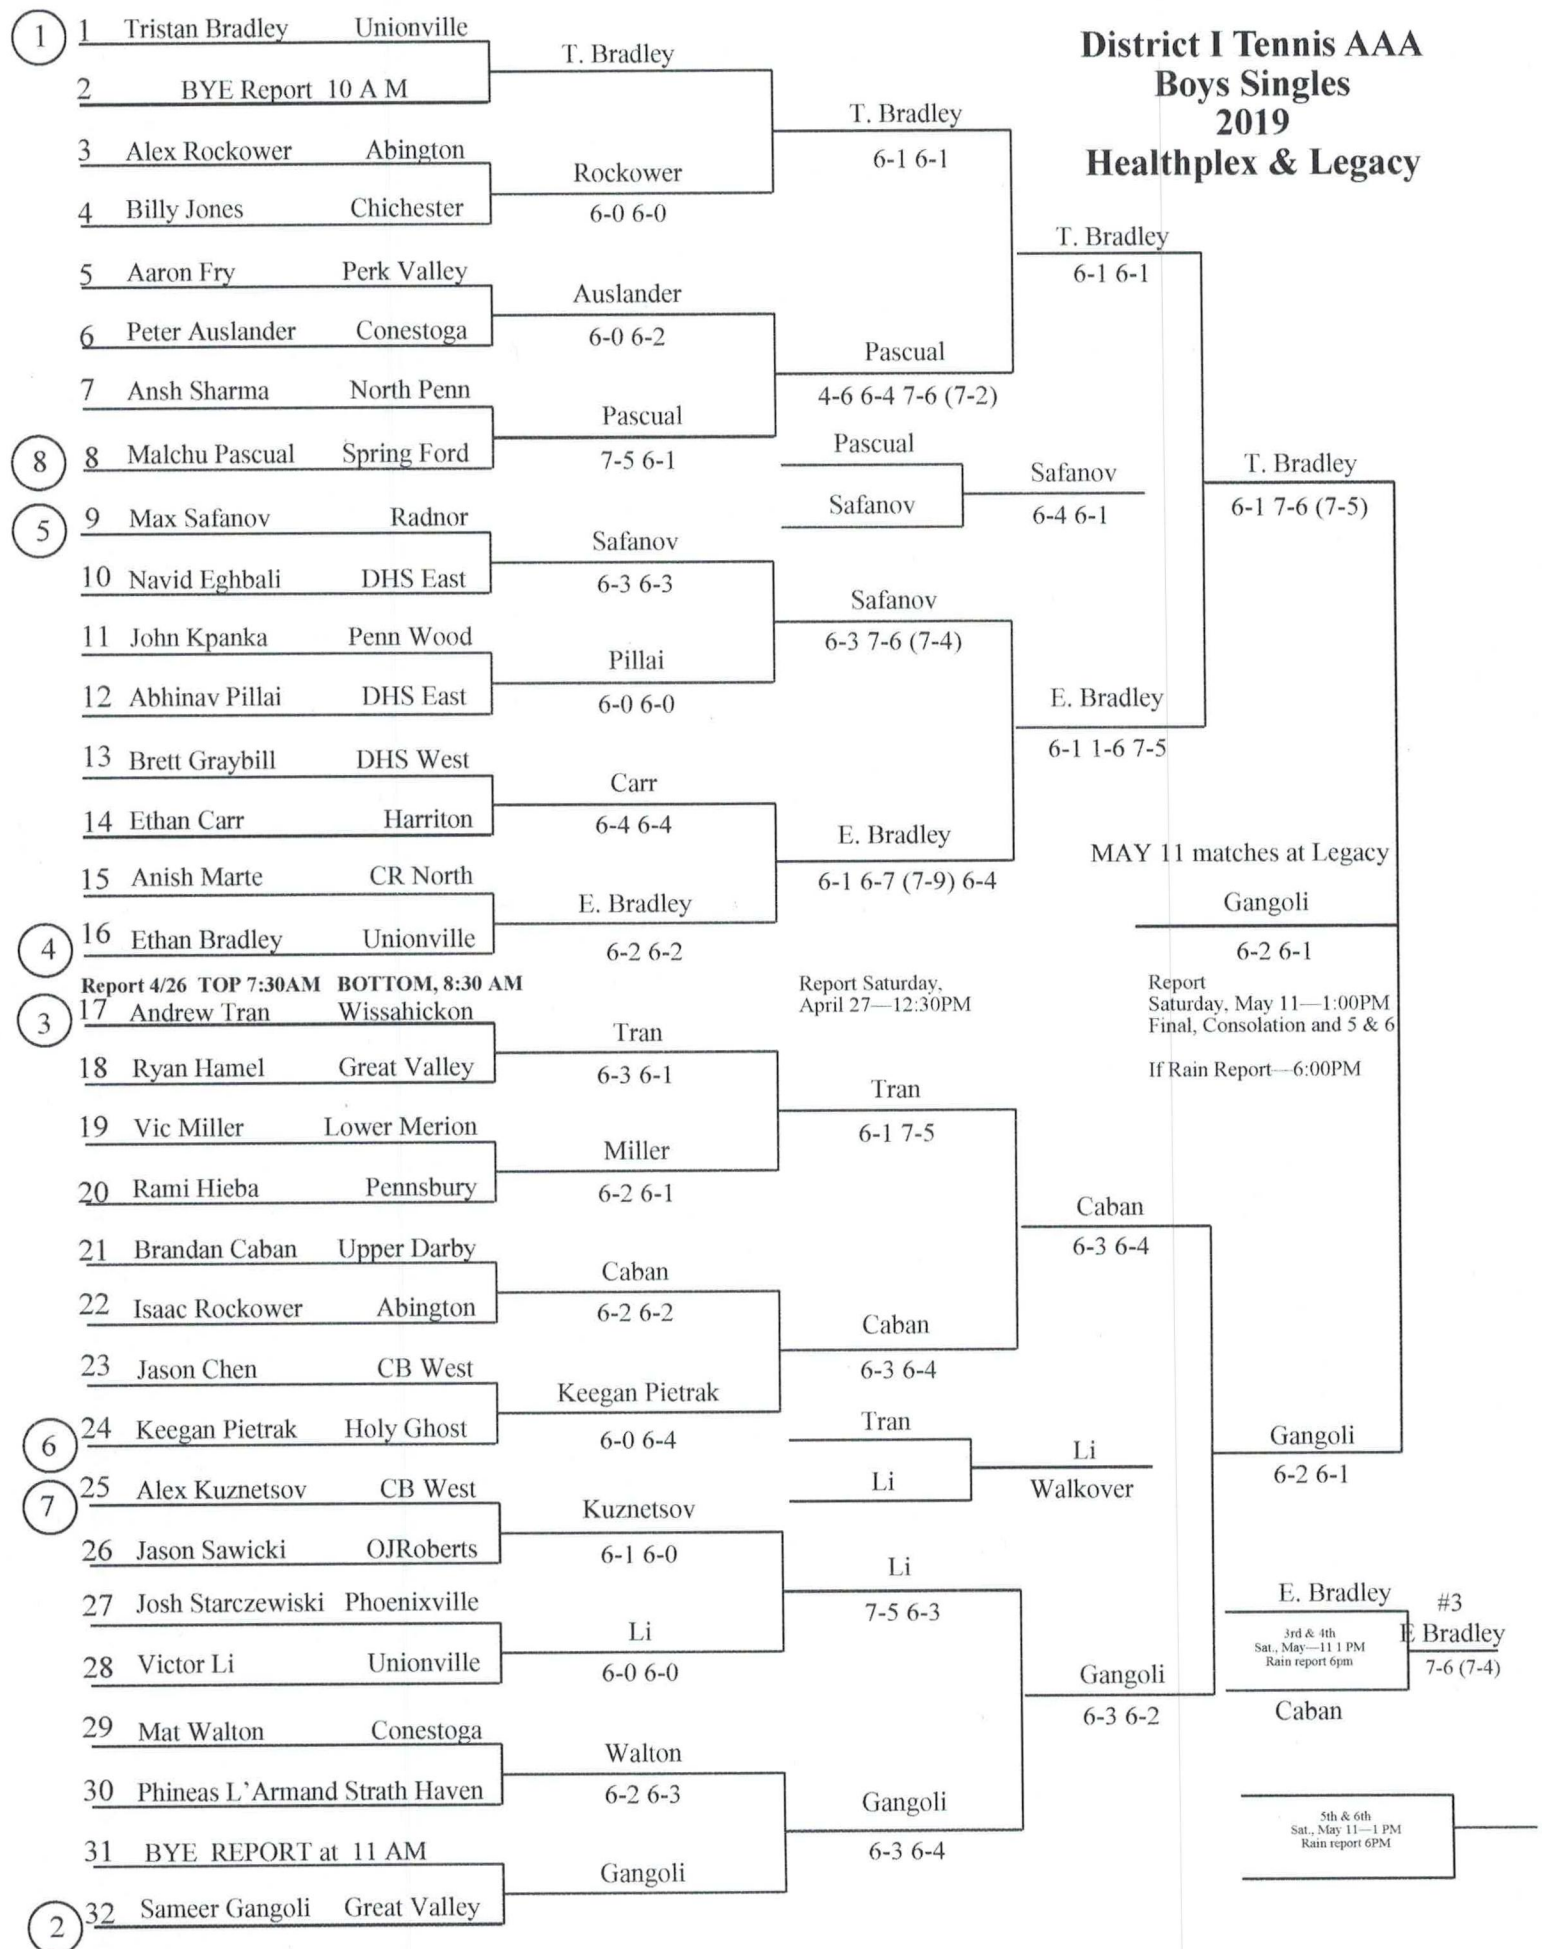 District I Tennis AAA
Boys Singles
2019
Healthplex & Legacy
1 1 Tristan Bradley Unionville
2 BYE Report 10 A M
3 Alex Rockower Abington
4 Billy Jones Chichester
5 Aaron Fry Perk Valley
6 Peter Auslander Conestoga
7 Ansh Sharma North Penn
8 8 Malchu Pascual Spring Ford
5 9 Max Safanov Radnor
10 Navid Eghbali DHS East
11 John Kpanka Penn Wood
12 Abhinav Pillai DHS East
13 Brett Graybill DHS West
14 Ethan Carr Harriton
15 Anish Marte CR North
4 16 Ethan Bradley Unionville
Report 4/26 TOP 7:30AM BOTTOM, 8:30 AM
3 17 Andrew Tran Wissahickon
18 Ryan Hamel Great Valley
19 Vic Miller Lower Merion
20 Rami Hieba Pennsbury
21 Brandan Caban Upper Darby
22 Isaac Rockower Abington
23 Jason Chen CB West
6 24 Keegan Pietrak Holy Ghost
7 25 Alex Kuznetsov CB West
26 Jason Sawicki OJRoberts
27 Josh Starczewiski Phoenixville
28 Victor Li Unionville
29 Mat Walton Conestoga
30 Phineas L'Armand Strath Haven
31 BYE REPORT at 11 AM
2 32 Sameer Gangoli Great Valley
T. Bradley
Rockower
6-0 6-0
Auslander
6-0 6-2
Pascual
7-5 6-1
Safanov
6-3 6-3
Pillai
6-0 6-0
Carr
6-4 6-4
E. Bradley
6-2 6-2
Tran
6-3 6-1
Miller
6-2 6-1
Caban
6-2 6-2
Keegan Pietrak
6-0 6-4
Kuznetsov
6-1 6-0
Li
6-0 6-0
Walton
6-2 6-3
Gangoli
T. Bradley
6-1 6-1
Pascual
4-6 6-4 7-6 (7-2)
Pascual
Safanov
Safanov
6-4 6-1
Safanov
6-3 7-6 (7-4)
E. Bradley
6-1 6-7 (7-9) 6-4
Report Saturday,
April 27—12:30PM
Tran
6-1 7-5
Caban
6-3 6-4
Tran
Li
Li
Walkover
Li
7-5 6-3
Gangoli
6-3 6-4
T. Bradley
6-1 6-1
E. Bradley
6-1 1-6 7-5
Caban
6-3 6-4
Gangoli
6-3 6-2
T. Bradley
6-1 7-6 (7-5)
MAY 11 matches at Legacy
Gangoli
6-2 6-1
Report
Saturday, May 11—1:00PM
Final, Consolation and 5 & 6
If Rain Report—6:00PM
Gangoli
6-2 6-1
E. Bradley
3rd & 4th
Sat., May—11 1 PM
Rain report 6pm
Caban
#3
E Bradley
7-6 (7-4)
5th & 6th
Sat., May 11—1 PM
Rain report 6PM